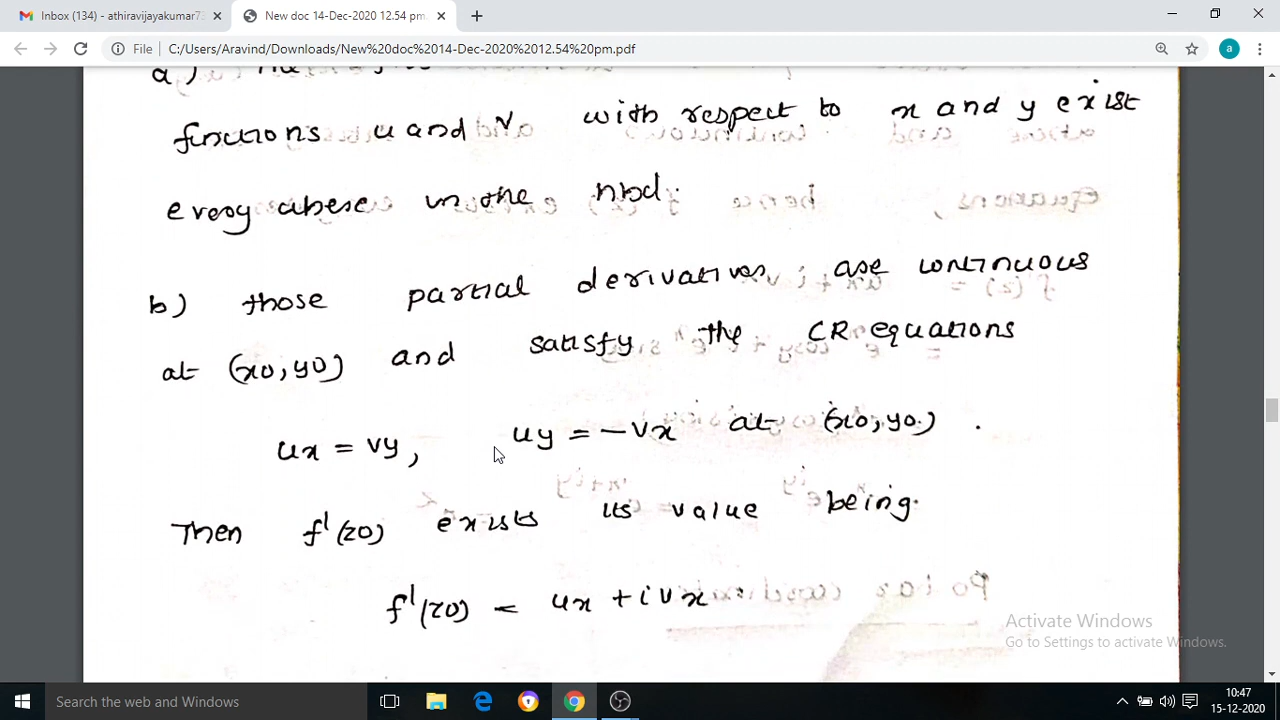 Inbox (134) - athiravijayakumar73
New doc 14-Dec-2020 12.54 pm.
File
C:/Users/Aravind/Downloads/New%20doc%2014-Dec-2020%2012.54%20pm.pdf
a
a)
functions u and v with respect to x and y exist
every where in the nbd.
b) those partial derivatives are continuous
at (x0, y0) and satisfy the CR equations
ux = vy, uy = -vx at (x0, y0).
Then f'(z0) exists its value being
f'(z0) = ux + i vx
Activate Windows
Go to Settings to activate Windows.
Search the web and Windows
10:47
15-12-2020